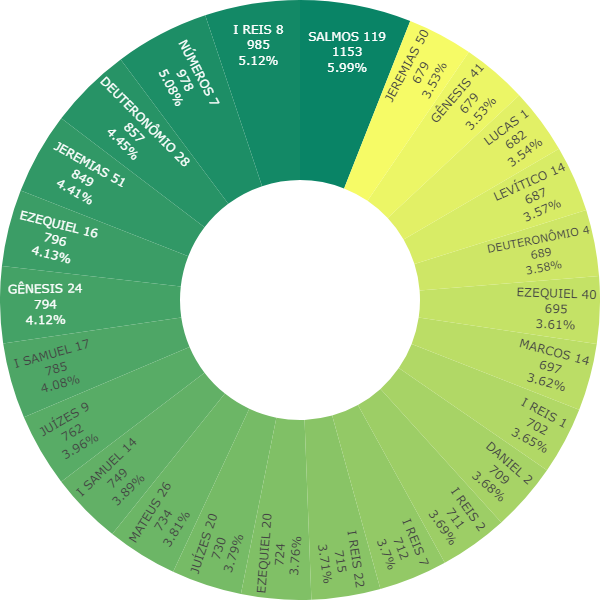 SALMOS 119
1153
5.99%
JEREMIAS 50
679
3.53%
GÊNESIS 41
679
3.53%
LUCAS 1
682
3.54%
LEVÍTICO 14
687
3.57%
DEUTERONÔMIO 4
689
3.58%
EZEQUIEL 40
695
3.61%
MARCOS 14
697
3.62%
I REIS 1
702
3.65%
DANIEL 2
709
3.68%
I REIS 2
711
3.69%
I REIS 7
712
3.7%
I REIS 22
715
3.71%
EZEQUIEL 20
724
3.76%
JUÍZES 20
730
3.79%
MATEUS 26
734
3.81%
I SAMUEL 14
749
3.89%
JUÍZES 9
762
3.96%
I SAMUEL 17
785
4.08%
GÊNESIS 24
794
4.12%
EZEQUIEL 16
796
4.13%
JEREMIAS 51
849
4.41%
DEUTERONÔMIO 28
857
4.45%
NÚMEROS 7
978
5.08%
I REIS 8
985
5.12%